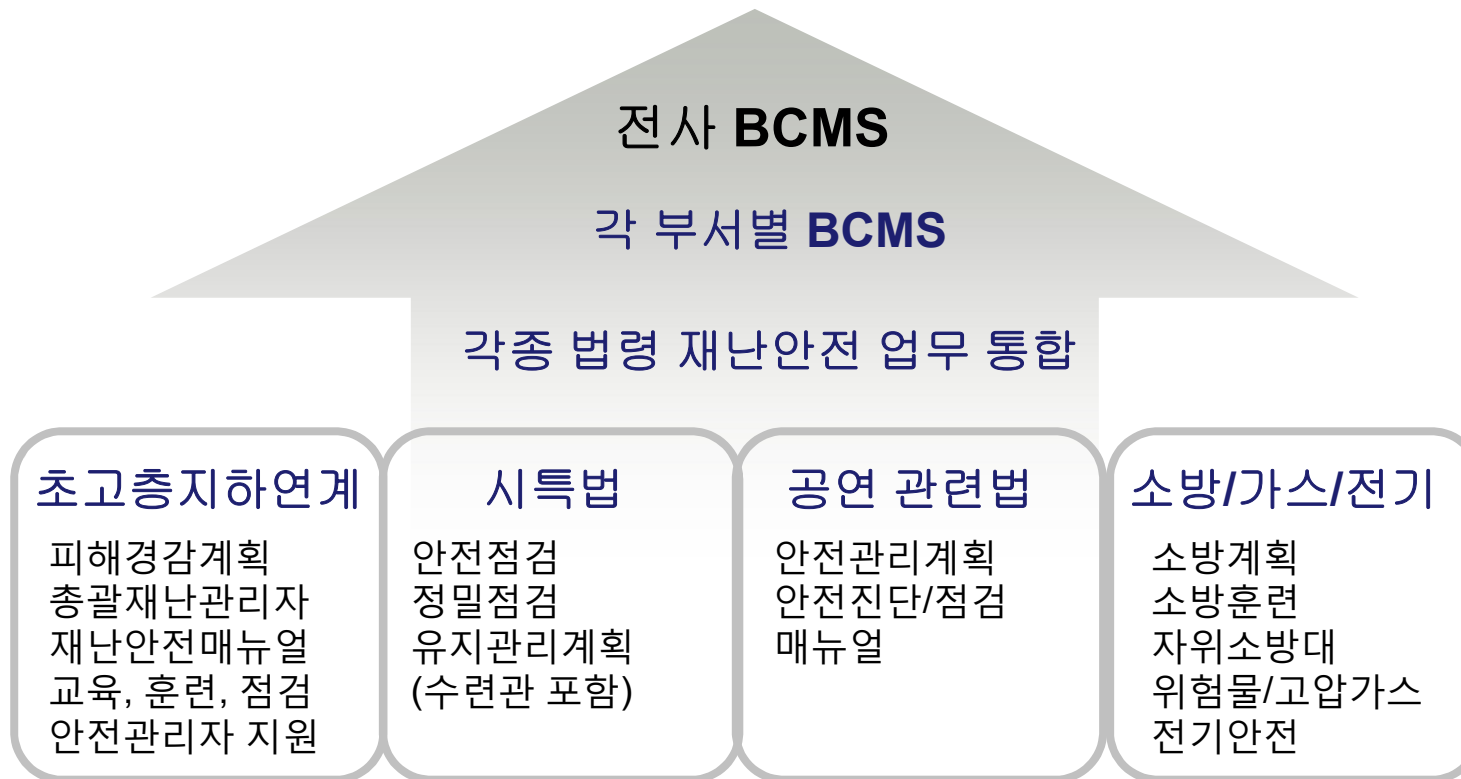 전사 BCMS
각 부서별 BCMS
각종 법령 재난안전 업무 통합
초고층지하연계
피해경감계획
총괄재난관리자
재난안전매뉴얼
교육, 훈련, 점검
안전관리자 지원
시특법
안전점검
정밀점검
유지관리계획
(수련관 포함)
공연 관련법
안전관리계획
안전진단/점검
매뉴얼
소방/가스/전기
소방계획
소방훈련
자위소방대
위험물/고압가스
전기안전